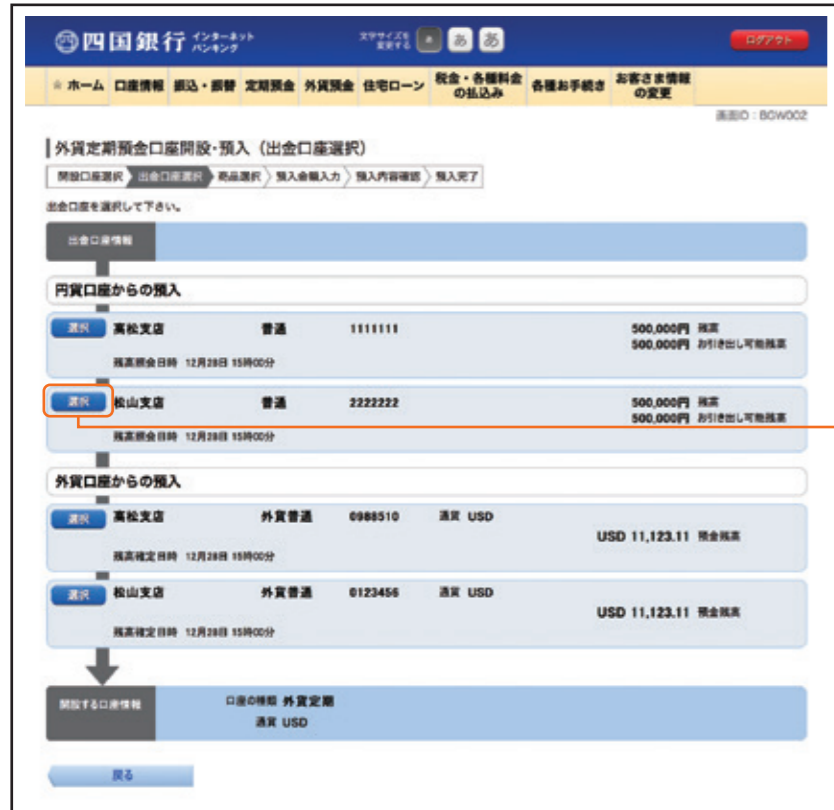 四国銀行 インターネットバンキング 文字サイズを変更する あ あ ログアウト
ホーム 口座情報 振込・振替 定期預金 外貨預金 住宅ローン 税金・各種料金の払込み 各種お手続き お客さま情報の変更
画面ID:BGW002
外貨定期預金口座開設・預入（出金口座選択）
開設口座選択 出金口座選択 商品選択 預入金額入力 預入内容確認 預入完了
出金口座を選択して下さい。
出金口座情報
円貨口座からの預入
選択 高松支店 普通 1111111 500,000円 残高
500,000円 お引き出し可能残高
残高照会日時 12月28日 15時00分
選択 松山支店 普通 2222222 500,000円 残高
500,000円 お引き出し可能残高
残高照会日時 12月28日 15時00分
外貨口座からの預入
選択 高松支店 外貨普通 0988510 通貨 USD
USD 11,123.11 預金残高
残高確定日時 12月28日 15時00分
選択 松山支店 外貨普通 0123456 通貨 USD
USD 11,123.11 預金残高
残高確定日時 12月28日 15時00分
開設する口座情報 口座の種類 外貨定期
通貨 USD
戻る